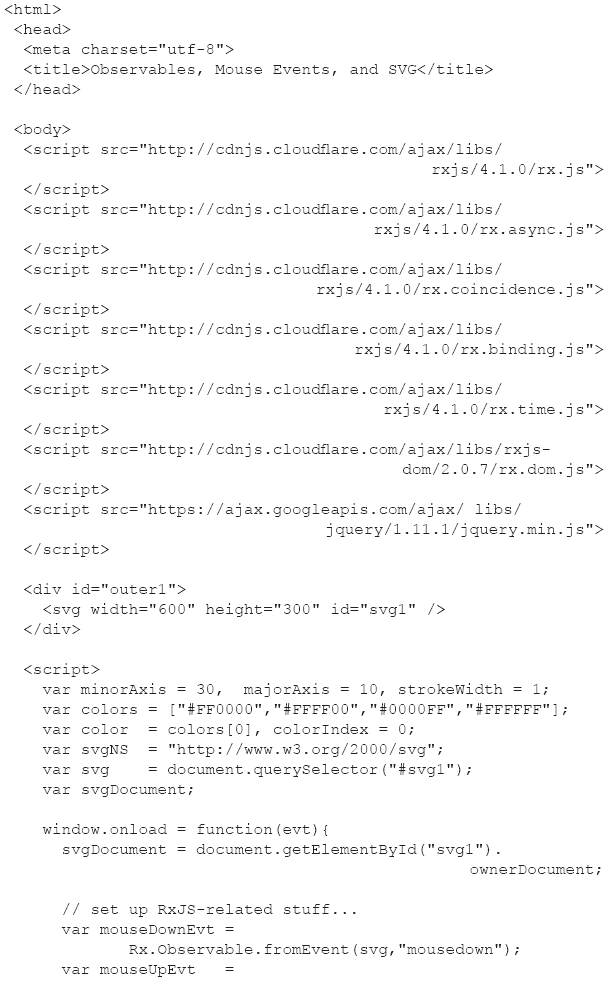 <html>
 <head>
  <meta charset="utf-8">
  <title>Observables, Mouse Events, and SVG</title>
 </head>

 <body>
  <script src="http://cdnjs.cloudflare.com/ajax/libs/
                                             rxjs/4.1.0/rx.js">
  </script>
  <script src="http://cdnjs.cloudflare.com/ajax/libs/
                                       rxjs/4.1.0/rx.async.js">
  </script>
  <script src="http://cdnjs.cloudflare.com/ajax/libs/
                                 rxjs/4.1.0/rx.coincidence.js">
  </script>
  <script src="http://cdnjs.cloudflare.com/ajax/libs/
                                     rxjs/4.1.0/rx.binding.js">
  </script>
  <script src="http://cdnjs.cloudflare.com/ajax/libs/
                                        rxjs/4.1.0/rx.time.js">
  </script>
  <script src="http://cdnjs.cloudflare.com/ajax/libs/rxjs-
                                          dom/2.0.7/rx.dom.js">
  </script>
  <script src="https://ajax.googleapis.com/ajax/ libs/
                                  jquery/1.11.1/jquery.min.js">
  </script>

  <div id="outer1">
    <svg width="600" height="300" id="svg1" />
  </div>

  <script>
    var minorAxis = 30,  majorAxis = 10, strokeWidth = 1;
    var colors = ["#FF0000","#FFFF00","#0000FF","#FFFFFF"];
    var color  = colors[0], colorIndex = 0;
    var svgNS  = "http://www.w3.org/2000/svg";
    var svg    = document.querySelector("#svg1");
    var svgDocument;

    window.onload = function(evt){
      svgDocument = document.getElementById("svg1").
                                                 ownerDocument;

      // set up RxJS-related stuff...
      var mouseDownEvt =
             Rx.Observable.fromEvent(svg,"mousedown");
      var mouseUpEvt   =